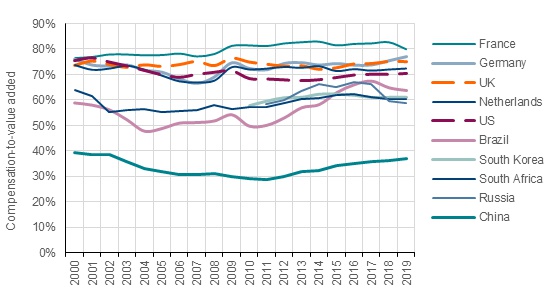 90%
80%
70%
60%
50%
40%
30%
20%
10%
0%
Compensation-to-value added
2000
2001
2002
2003
2004
2005
2006
2007
2008
2009
2010
2011
2012
2013
2014
2015
2016
2017
2018
2019
France
Germany
UK
Netherlands
US
Brazil
South Korea
South Africa
Russia
China